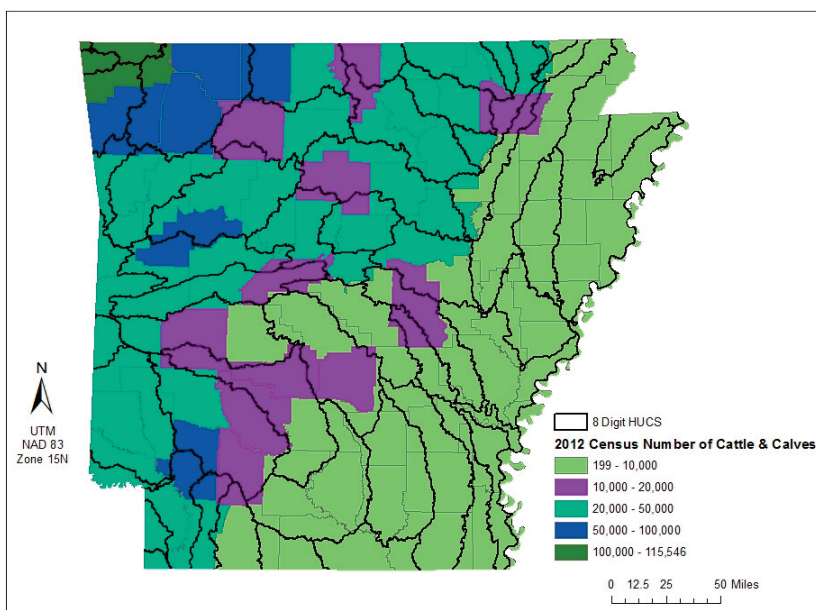 N
UTM
NAD 83
Zone 15N
8 Digit HUCS
2012 Census Number of Cattle & Calves
199 - 10,000
10,000 - 20,000
20,000 - 50,000
50,000 - 100,000
100,000 - 115,546
0 12.5 25 50 Miles